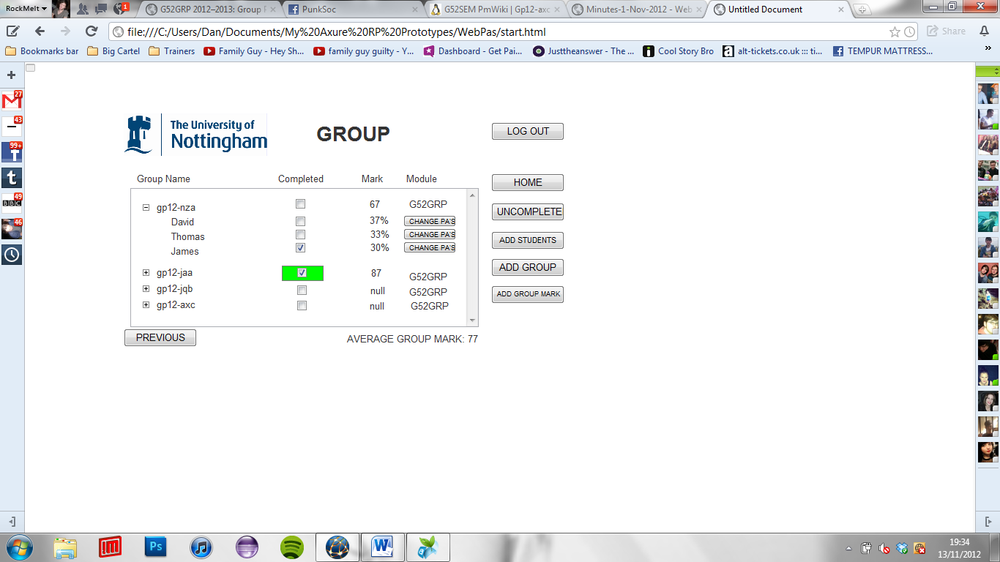 RockMelt
1
G52GRP 2012–2013: Group P
PunkSoc
G52SEM PmWiki | Gp12-axc
Minutes-1-Nov-2012 - Web
Untitled Document
file:///C:/Users/Dan/Documents/My%20Axure%20RP%20Prototypes/WebPas/start.html
Share
Bookmarks bar
Big Cartel
Trainers
Family Guy - Hey Sh...
family guy guilty - Y...
Dashboard - Get Pai...
Justtheanswer - The ...
Cool Story Bro
alt-tickets.co.uk ::: ti...
TEMPUR MATTRESS...
27
43
99+
BBC 49
46
The University of
Nottingham
GROUP
LOG OUT
Group Name Completed Mark Module
HOME
gp12-nza 67 G52GRP
UNCOMPLETE
David 37% CHANGE PA'S
Thomas 33% CHANGE PA'S
ADD STUDENTS
James 30% CHANGE PA'S
ADD GROUP
gp12-jaa 87 G52GRP
gp12-jqb null G52GRP
ADD GROUP MARK
gp12-axc null G52GRP
PREVIOUS
AVERAGE GROUP MARK: 77
Ps
19:34
13/11/2012